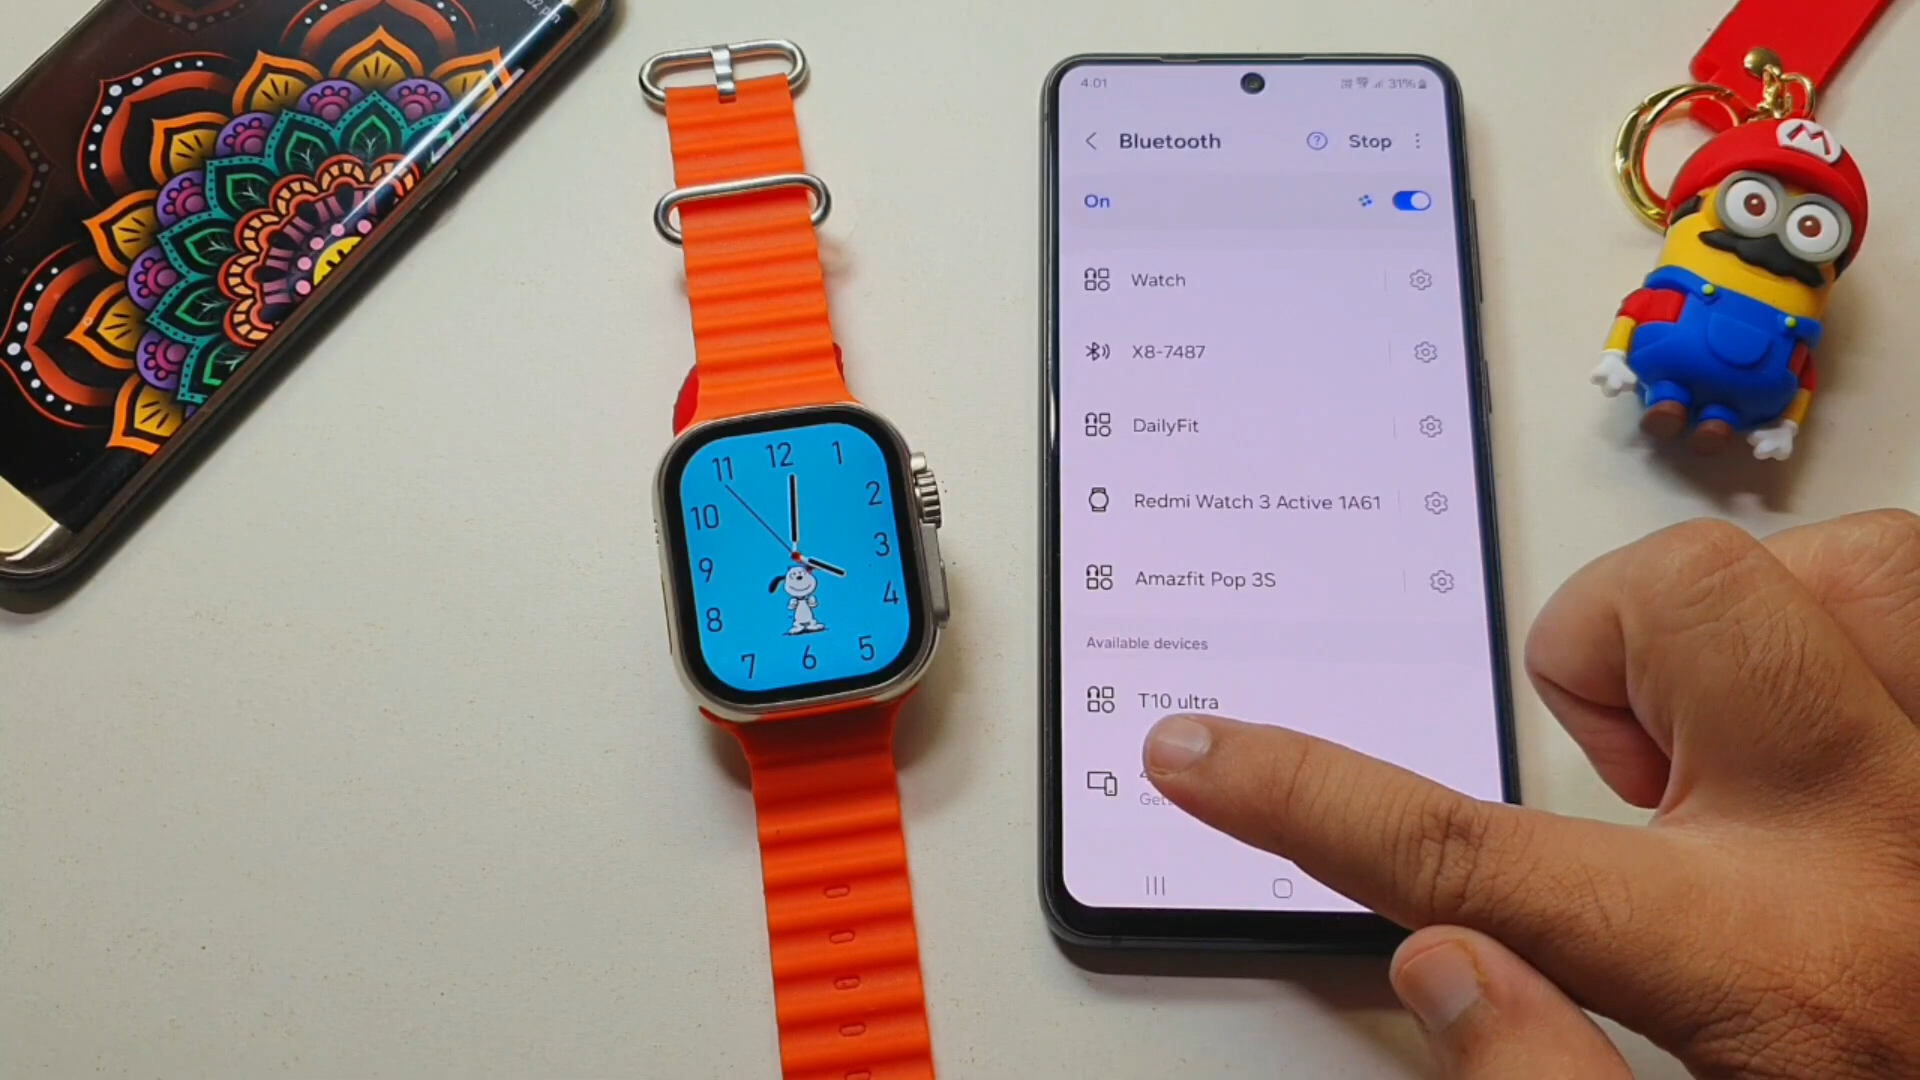 4.01
31%
Bluetooth
Stop
On
Watch
X8-7487
DailyFit
Redmi Watch 3 Active 1A61
Amazfit Pop 3S
Available devices
T10 ultra
12
1
2
3
4
5
6
7
8
9
10
11
M